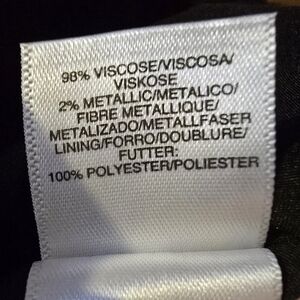 98% VISCOSE/VISCOSA/
VISKOSE
2% METALLIC/METALICO/
FIBRE METALLIQUE/
METALIZADO/METALLFASER
LINING/FORRO/DOUBLURE/
FUTTER:
100% POLYESTER/POLIESTER